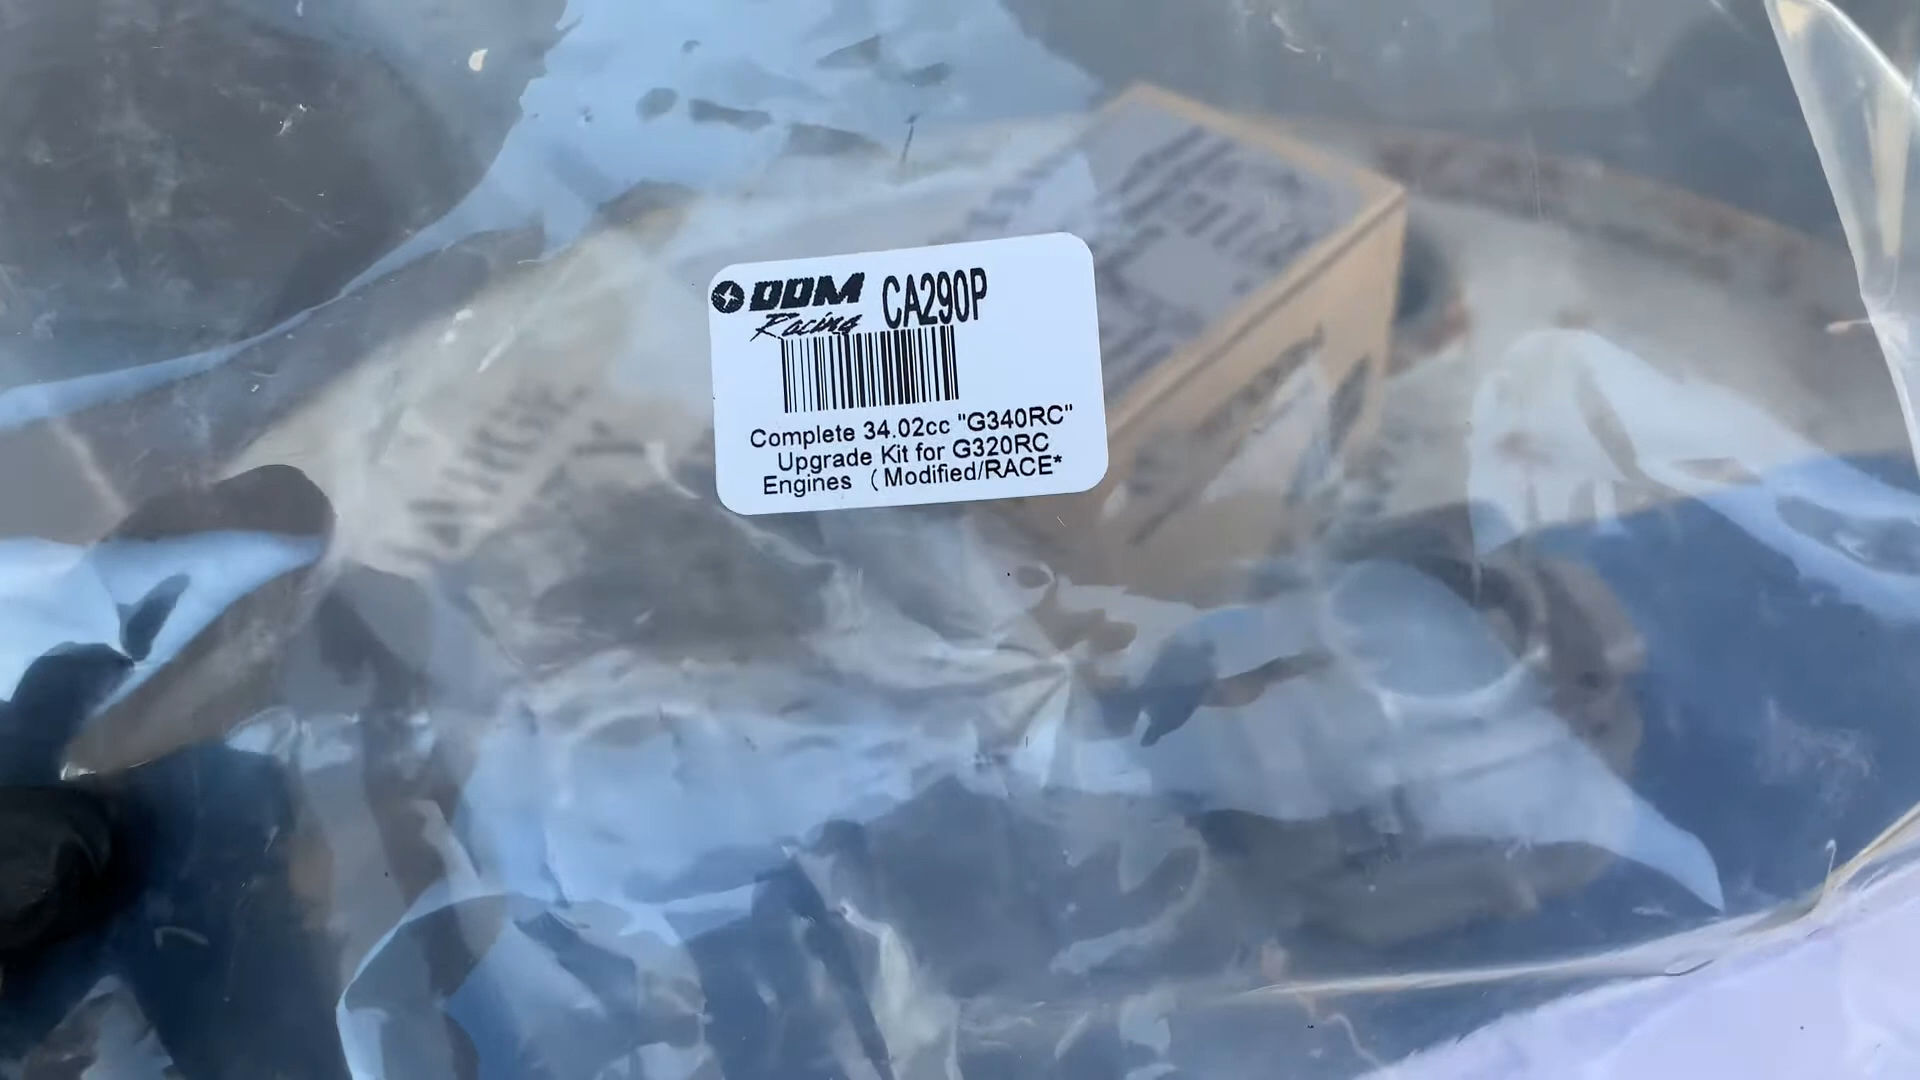 DDM CA290P
Racing
Complete 34.02cc "G340RC"
Upgrade Kit for G320RC
Engines (Modified/RACE*